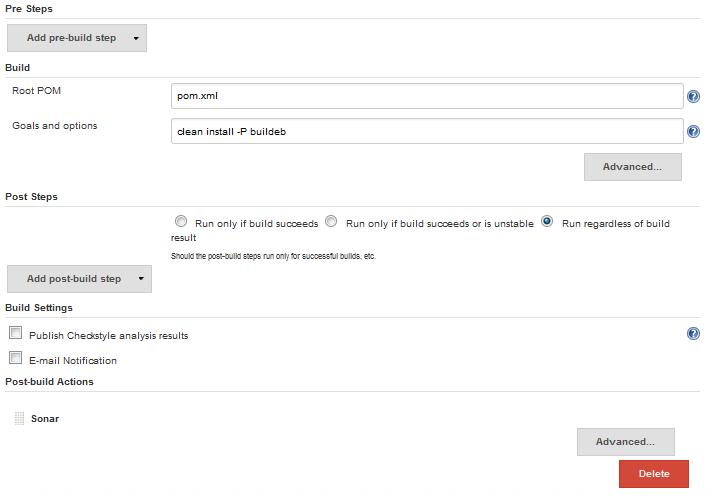 Pre Steps
Add pre-build step
Build
Root POM
pom.xml
Goals and options
clean install -P buildeb
Advanced...
Post Steps
Run only if build succeeds Run only if build succeeds or is unstable Run regardless of build
result
Should the post-build steps run only for successful builds, etc.
Add post-build step
Build Settings
Publish Checkstyle analysis results
E-mail Notification
Post-build Actions
Sonar
Advanced...
Delete